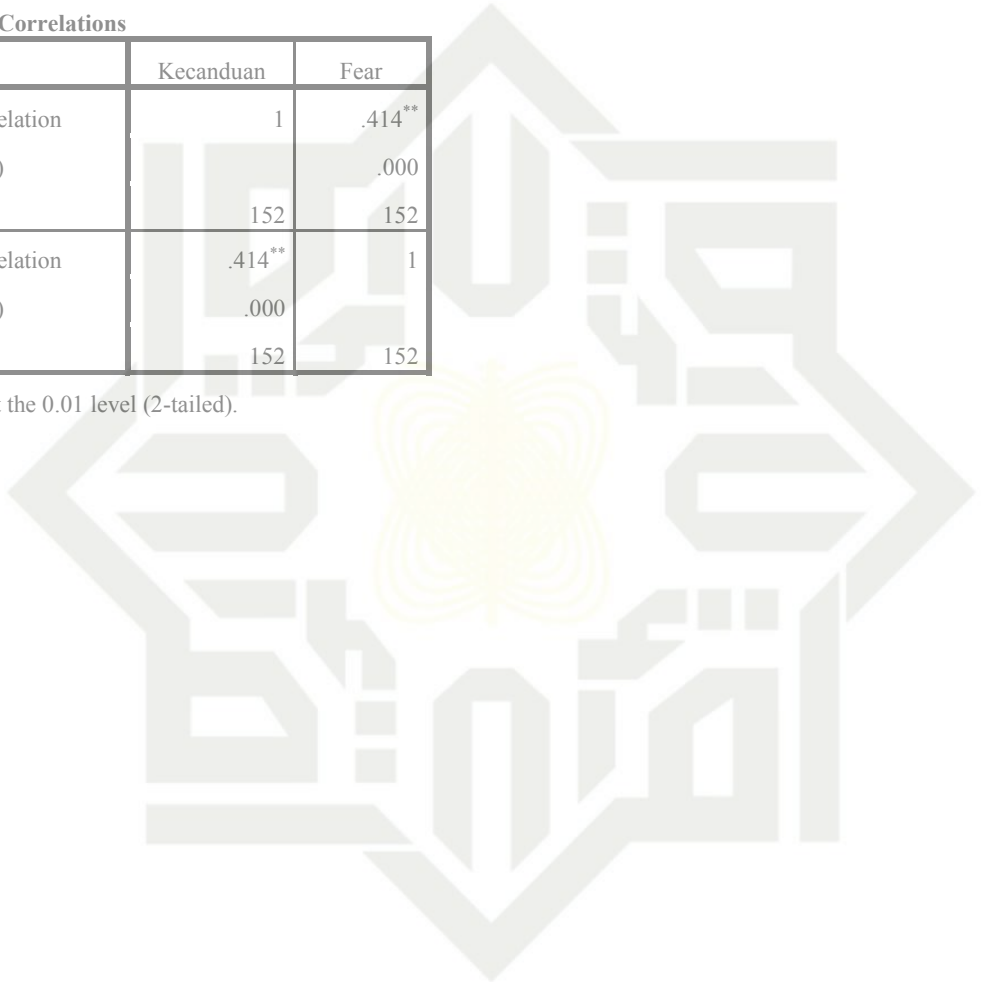 Correlations
Kecanduan Fear
elation 1 .414**
) .000
152 152
elation .414** 1
) .000
152 152
t the 0.01 level (2-tailed).